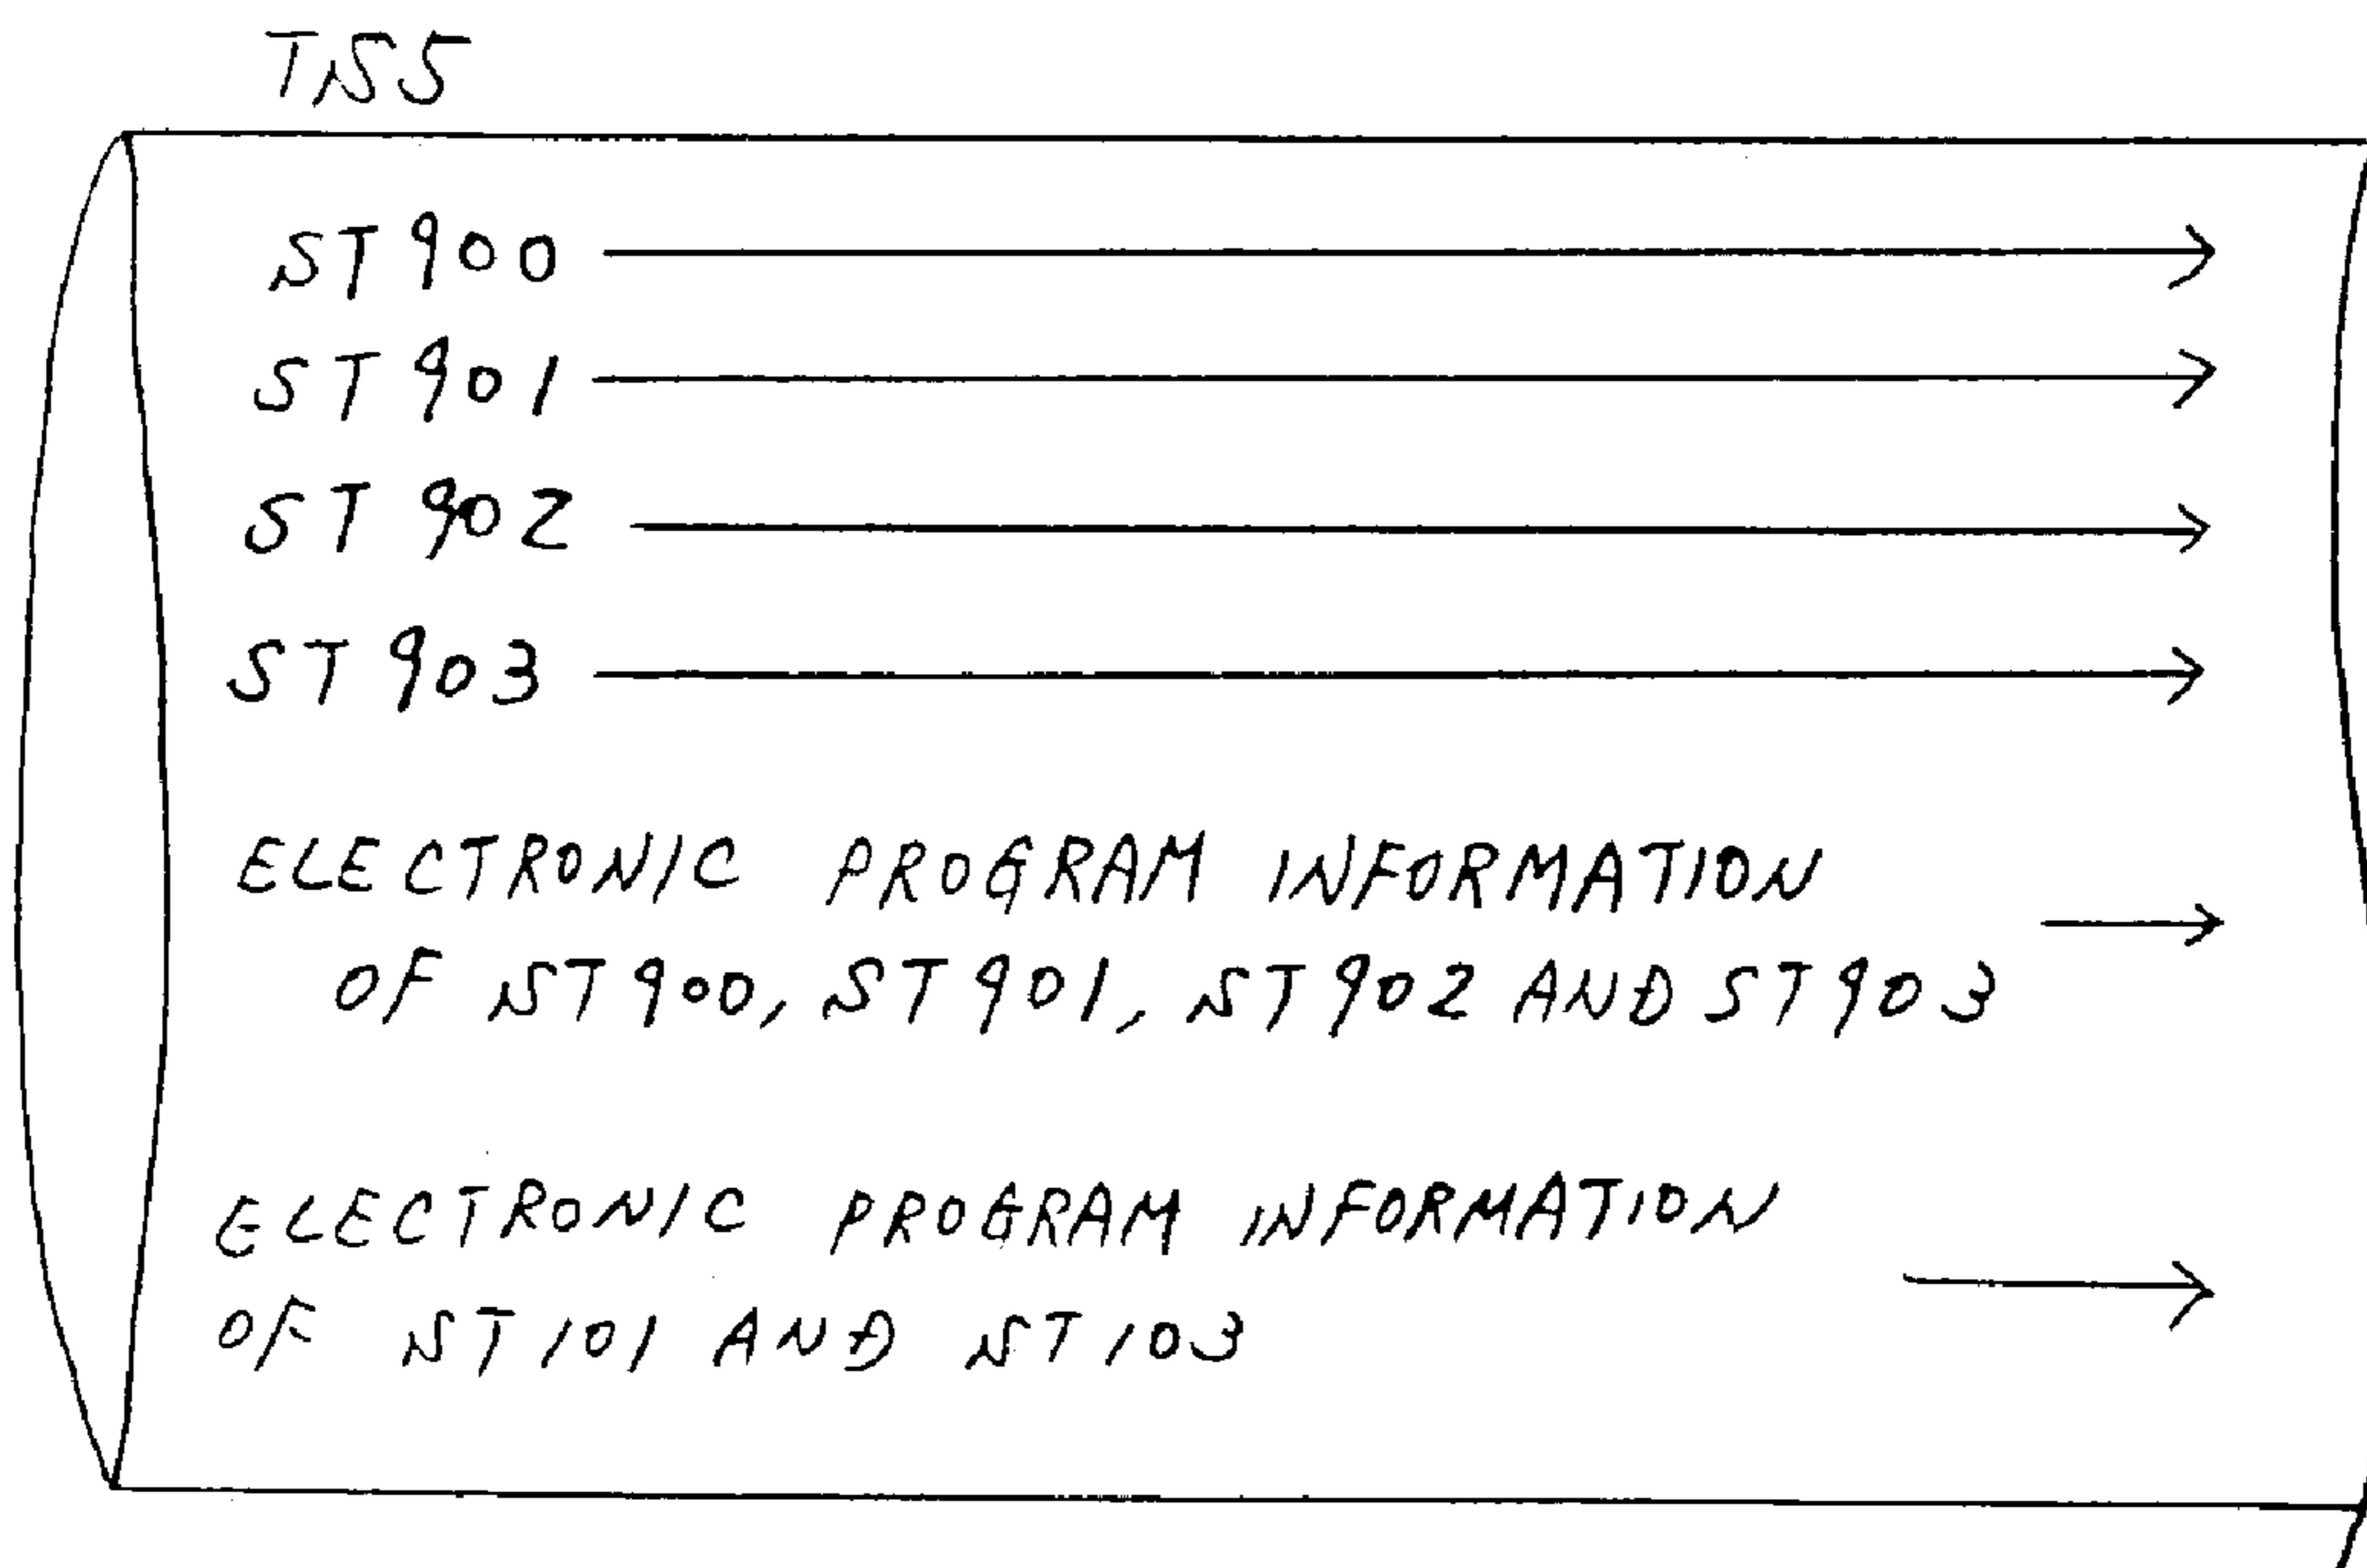 TS5
ST900
ST901
ST902
ST903
ELECTRONIC PROGRAM INFORMATION
OF ST900, ST901, ST902 AND ST903
ELECTRONIC PROGRAM INFORMATION
OF ST101 AND ST103